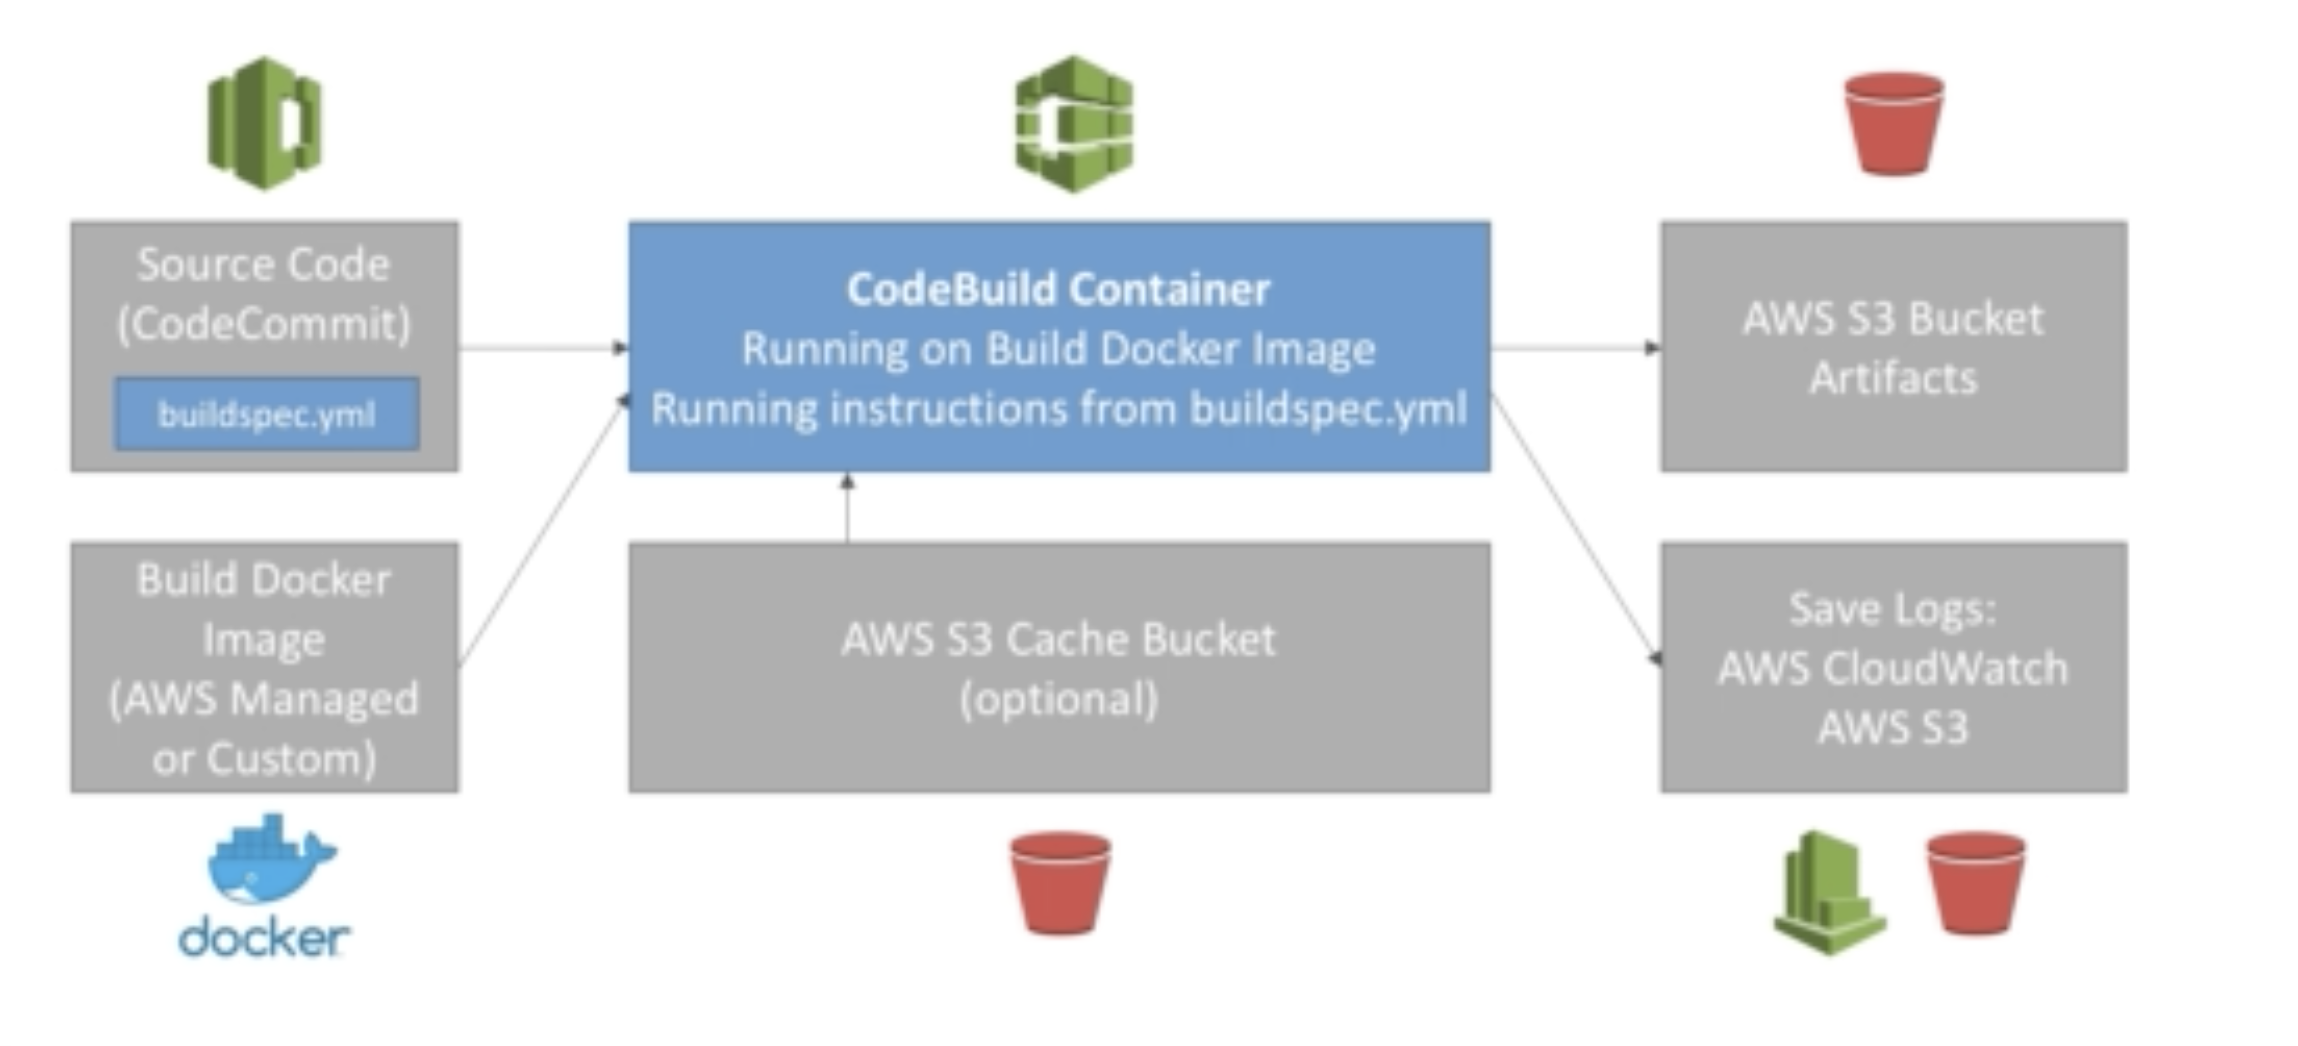 Source Code
(CodeCommit)
buildspec.yml
CodeBuild Container
Running on Build Docker Image
Running instructions from buildspec.yml
AWS S3 Bucket
Artifacts
Build Docker
Image
(AWS Managed
or Custom)
AWS S3 Cache Bucket
(optional)
Save Logs:
AWS CloudWatch
AWS S3
docker